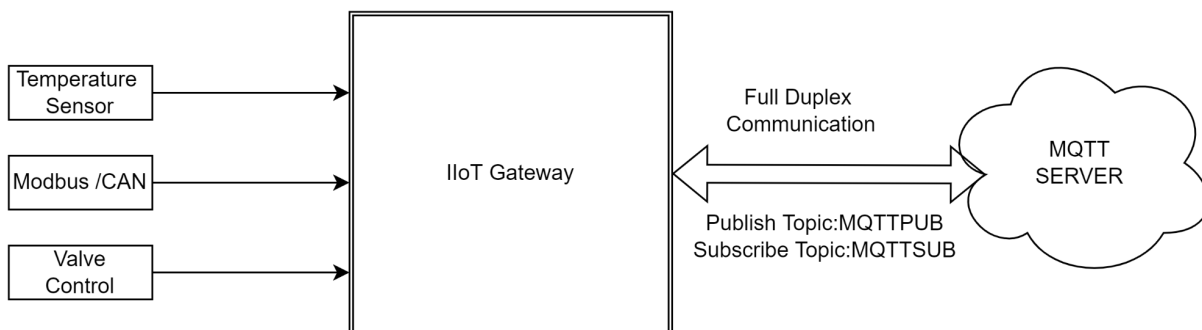 Temperature
Sensor
Modbus /CAN
Valve
Control
IIoT Gateway
Full Duplex
Communication
Publish Topic:MQTTPUB
Subscribe Topic:MQTTSUB
MQTT
SERVER